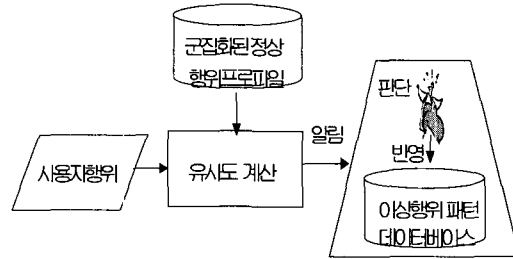 군집화된 정상
행위프로파일
사용자행위
유사도 계산
알림
판단
반영
이상행위 패턴
데이터베이스